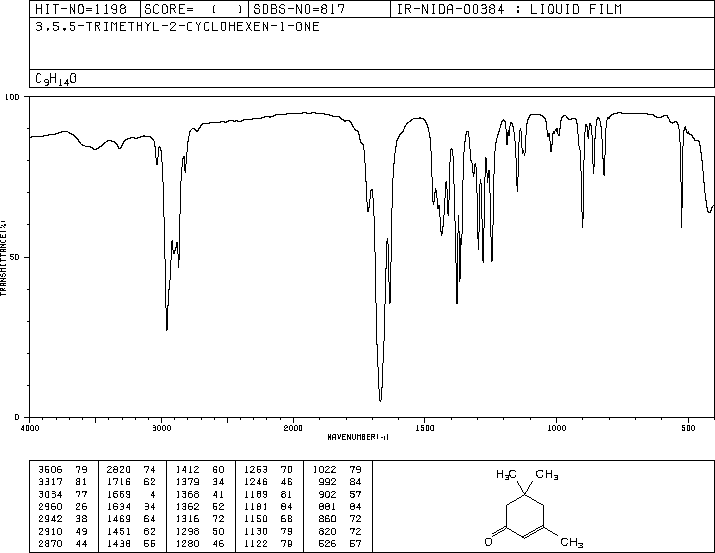 HIT-NO=1198 SCORE= ( ) SDBS-NO=817 IR-NIDA-00384 : LIQUID FILM
3.5.5-TRIMETHYL-2-CYCLOHEXEN-1-ONE
C9H14O
100
50
0
TRANSMITTANCE(%)
4000 3000 2000 1500 1000 500
WAVENUMBER(-1)
3506 79 2820 74 1412 60 1263 70 1022 79
3317 81 1716 62 1379 34 1246 46 992 84
3034 77 1669 4 1368 41 1189 81 902 57
2960 26 1634 34 1362 52 1181 84 881 84
2942 38 1469 64 1316 72 1150 68 860 72
2910 49 1451 62 1298 50 1130 79 820 72
2870 44 1438 55 1280 46 1122 79 526 57
H3C CH3
O CH3